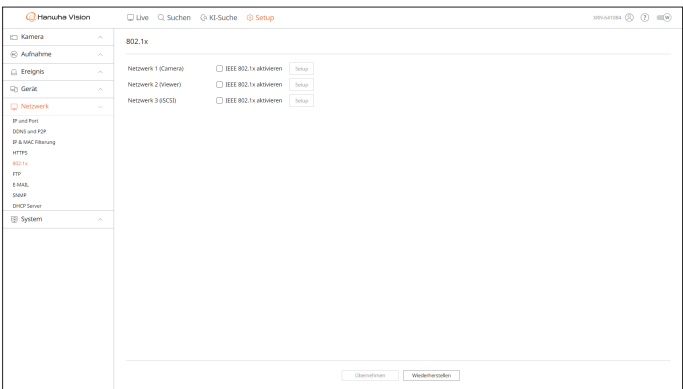 Hanwha Vision
Live Suchen KI-Suche Setup
Kamera
Aufnahme
Ereignis
Gerät
Netzwerk
IP und Port
DDNS und P2P
IP & MAC Filterung
HTTPS
802.1x
FTP
E-MAIL
SNMP
DHCP Server
System
802.1x
Netzwerk 1 (Camera) IEEE 802.1x aktivieren Setup
Netzwerk 2 (Viewer) IEEE 802.1x aktivieren Setup
Netzwerk 3 (iSCSI) IEEE 802.1x aktivieren Setup
Übernehmen Wiederherstellen